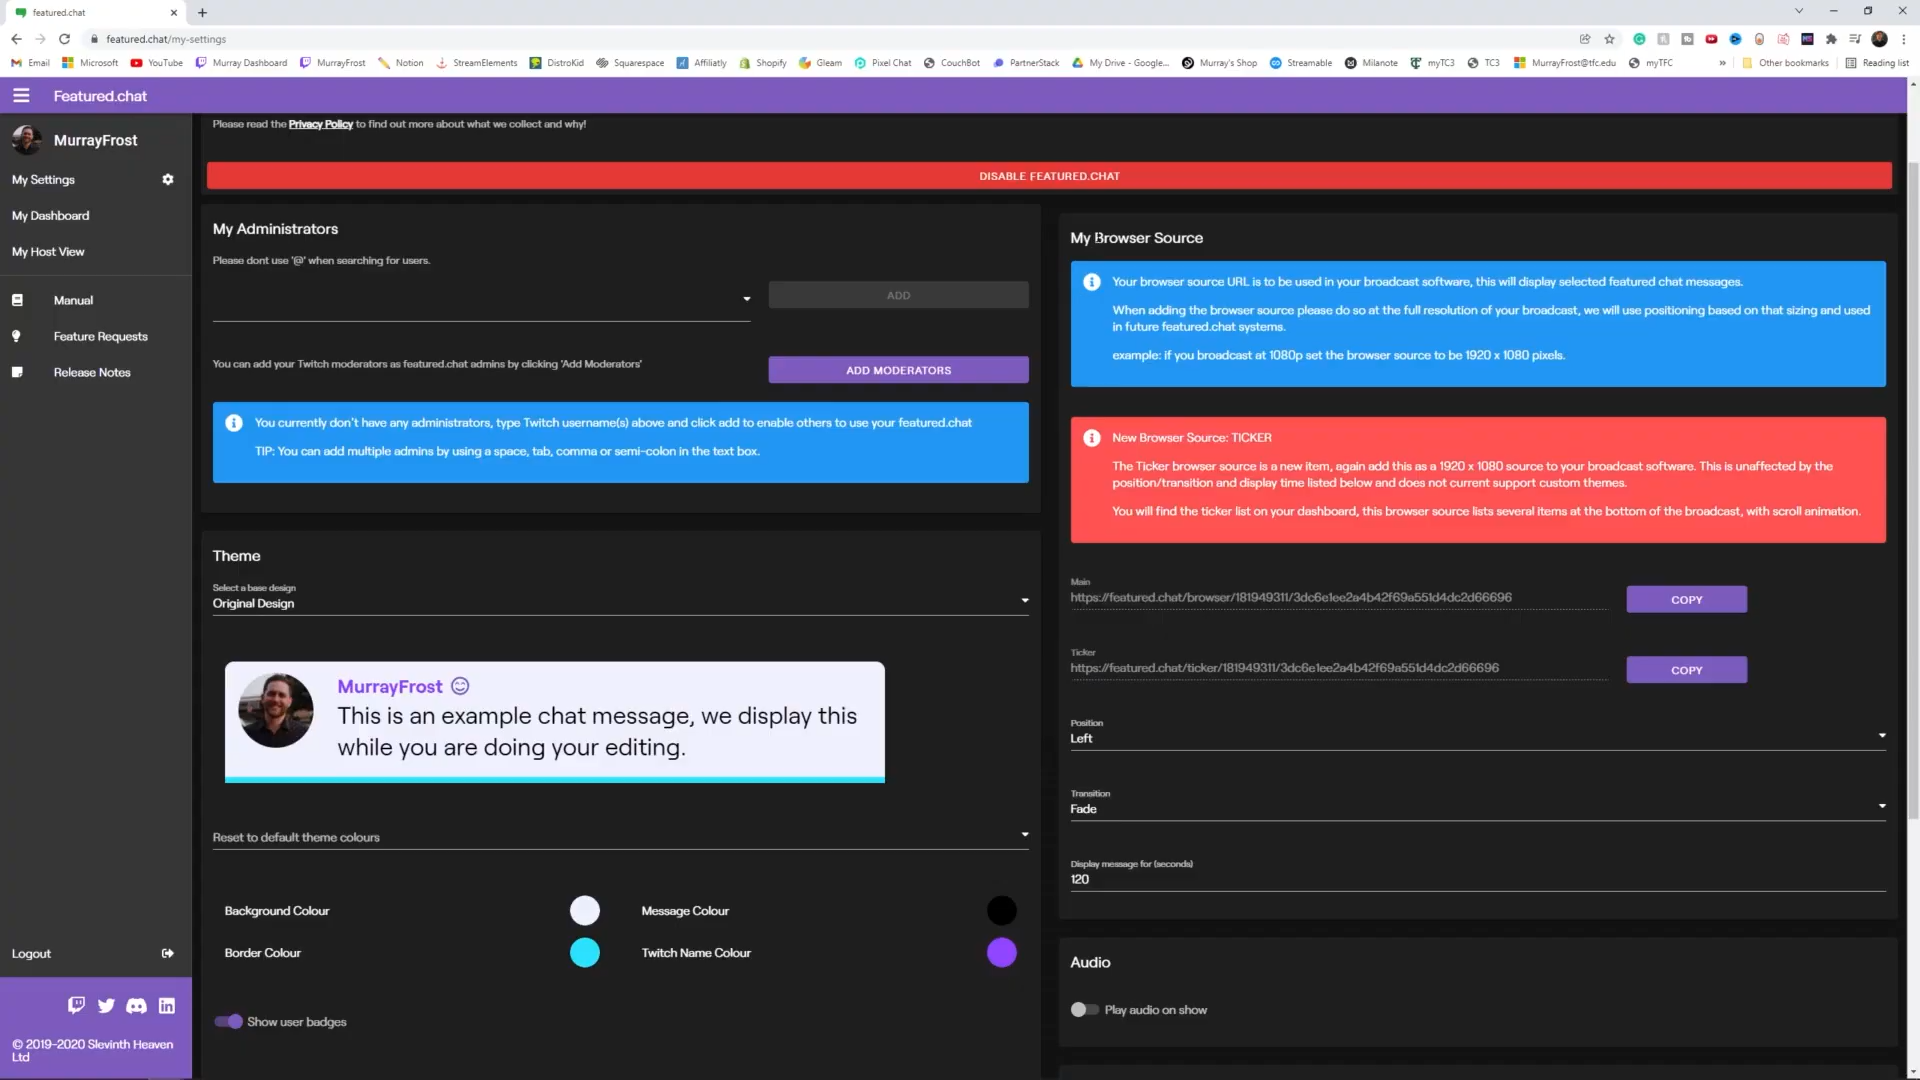 featured.chat
featured.chat/my-settings
Email
Microsoft
YouTube
Murray Dashboard
MurrayFrost
Notion
StreamElements
DistroKid
Squarespace
Affiliatly
Shopify
Gleam
Pixel Chat
CouchBot
PartnerStack
My Drive - Google...
Murray's Shop
Streamable
Milanote
myTC3
TC3
MurrayFrost@tfc.edu
myTFC
»
Other bookmarks
Reading list
Featured.chat
MurrayFrost
My Settings
My Dashboard
My Host View
Manual
Feature Requests
Release Notes
Logout
© 2019-2020 Slevinth Heaven
Ltd
Please read the Privacy Policy to find out more about what we collect and why!
DISABLE FEATURED.CHAT
My Administrators
Please dont use '@' when searching for users.
ADD
You can add your Twitch moderators as featured.chat admins by clicking 'Add Moderators'
ADD MODERATORS
You currently don't have any administrators, type Twitch username(s) above and click add to enable others to use your featured.chat
TIP: You can add multiple admins by using a space, tab, comma or semi-colon in the text box.
Theme
Select a base design
Original Design
MurrayFrost
This is an example chat message, we display this
while you are doing your editing.
Reset to default theme colours
Background Colour
Message Colour
Border Colour
Twitch Name Colour
Show user badges
My Browser Source
Your browser source URL is to be used in your broadcast software, this will display selected featured chat messages.
When adding the browser source please do so at the full resolution of your broadcast, we will use positioning based on that sizing and used
in future featured.chat systems.
example: if you broadcast at 1080p set the browser source to be 1920 x 1080 pixels.
New Browser Source: TICKER
The Ticker browser source is a new item, again add this as a 1920 x 1080 source to your broadcast software. This is unaffected by the
position/transition and display time listed below and does not current support custom themes.
You will find the ticker list on your dashboard, this browser source lists several items at the bottom of the broadcast, with scroll animation.
Main
https://featured.chat/browser/181949311/3dc6e1ee2a4b42f69a551d4dc2d66696
COPY
Ticker
https://featured.chat/ticker/181949311/3dc6e1ee2a4b42f69a551d4dc2d66696
COPY
Position
Left
Transition
Fade
Display message for (seconds)
120
Audio
Play audio on show